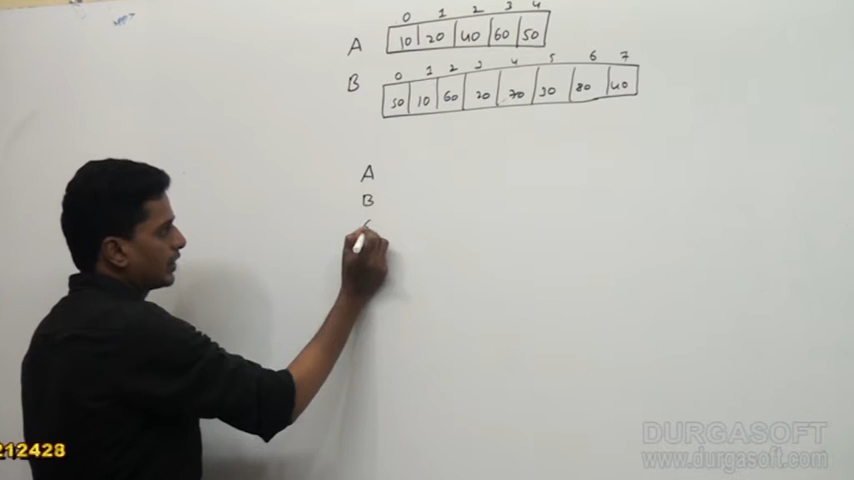 0 1 2 3 4
A 10 20 40 60 50
0 1 2 3 4 5 6 7
B 50 10 60 20 70 30 80 40
A
B
212428
DURGASOFT
www.durgasoft.com